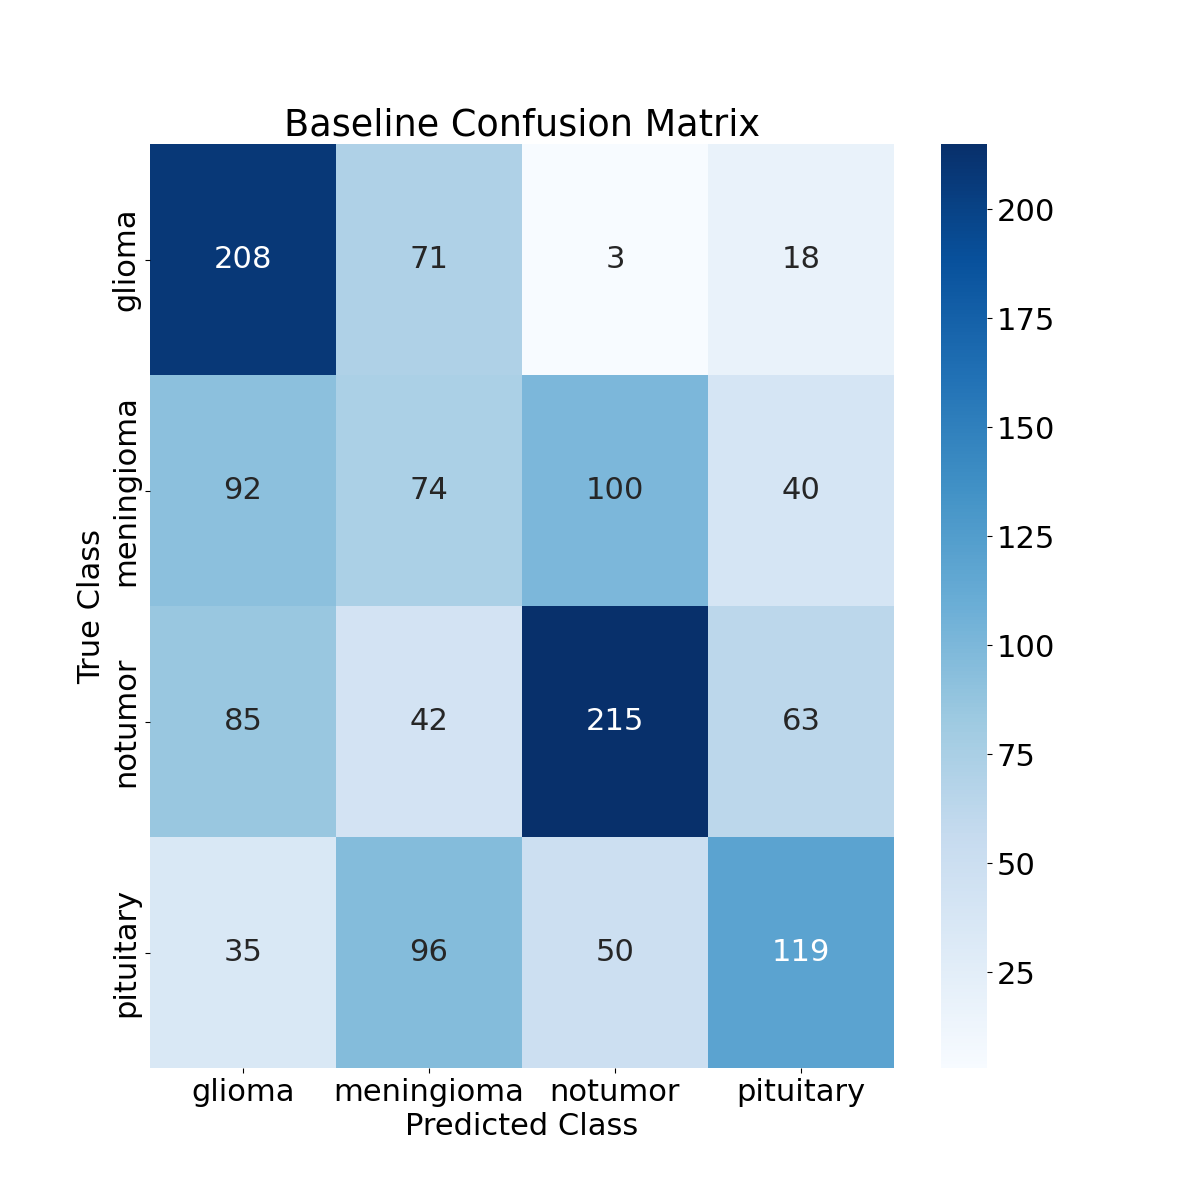 Baseline Confusion Matrix
glioma
208 71 3 18
meningioma
92 74 100 40
notumor
85 42 215 63
pituitary
35 96 50 119
True Class
glioma meningioma notumor pituitary
Predicted Class
200
175
150
125
100
75
50
25